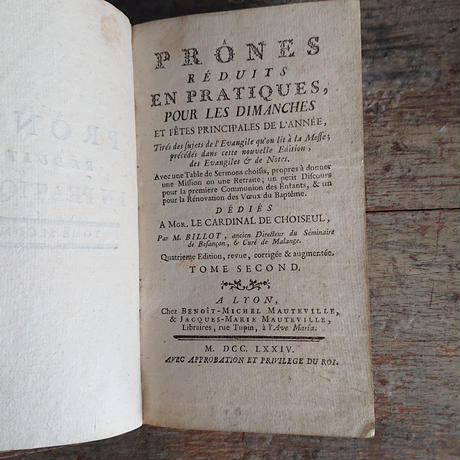 PRÔNES
RÉDUITS
EN PRATIQUES,
POUR LES DIMANCHES
ET FÊTES PRINCIPALES DE L'ANNÉE,
Tirés des sujets de l'Evangile qu'on lit à la Messe;
précédés dans cette nouvelle Edition,
des Evangiles & de Notes.
Avec une Table de Sermons choisis, propres à donner
une Mission ou une Retraite; un petit Discours
pour la premiere Communion des Enfants, & un
pour la Rénovation des Vœux du Baptême.
DÉDIÉS
A MGR. LE CARDINAL DE CHOISEUL,
Par M. BILLOT, ancien Directeur du Séminaire
de Besançon, & Curé de Malange.
Quatrieme Edition, revue, corrigée & augmentée.
TOME SECOND.
A LYON,
Chez BENOÎT-MICHEL MAUTEVILLE,
& JACQUES-MARIE MAUTEVILLE,
Libraires, rue Tupin, à l'Ave Maria.
M. DCC. LXXIV.
AVEC APPROBATION ET PRIVILEGE DU ROI.